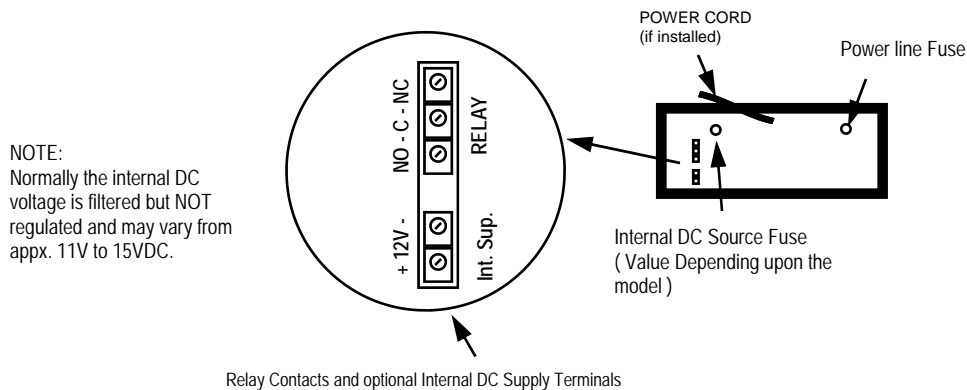 POWER CORD
(if installed)
Power line Fuse
NO - C - NC
RELAY
NOTE:
Normally the internal DC
voltage is filtered but NOT
regulated and may vary from
appx. 11V to 15VDC.
+ 12V -
Int. Sup.
Internal DC Source Fuse
( Value Depending upon the
model )
Relay Contacts and optional Internal DC Supply Terminals